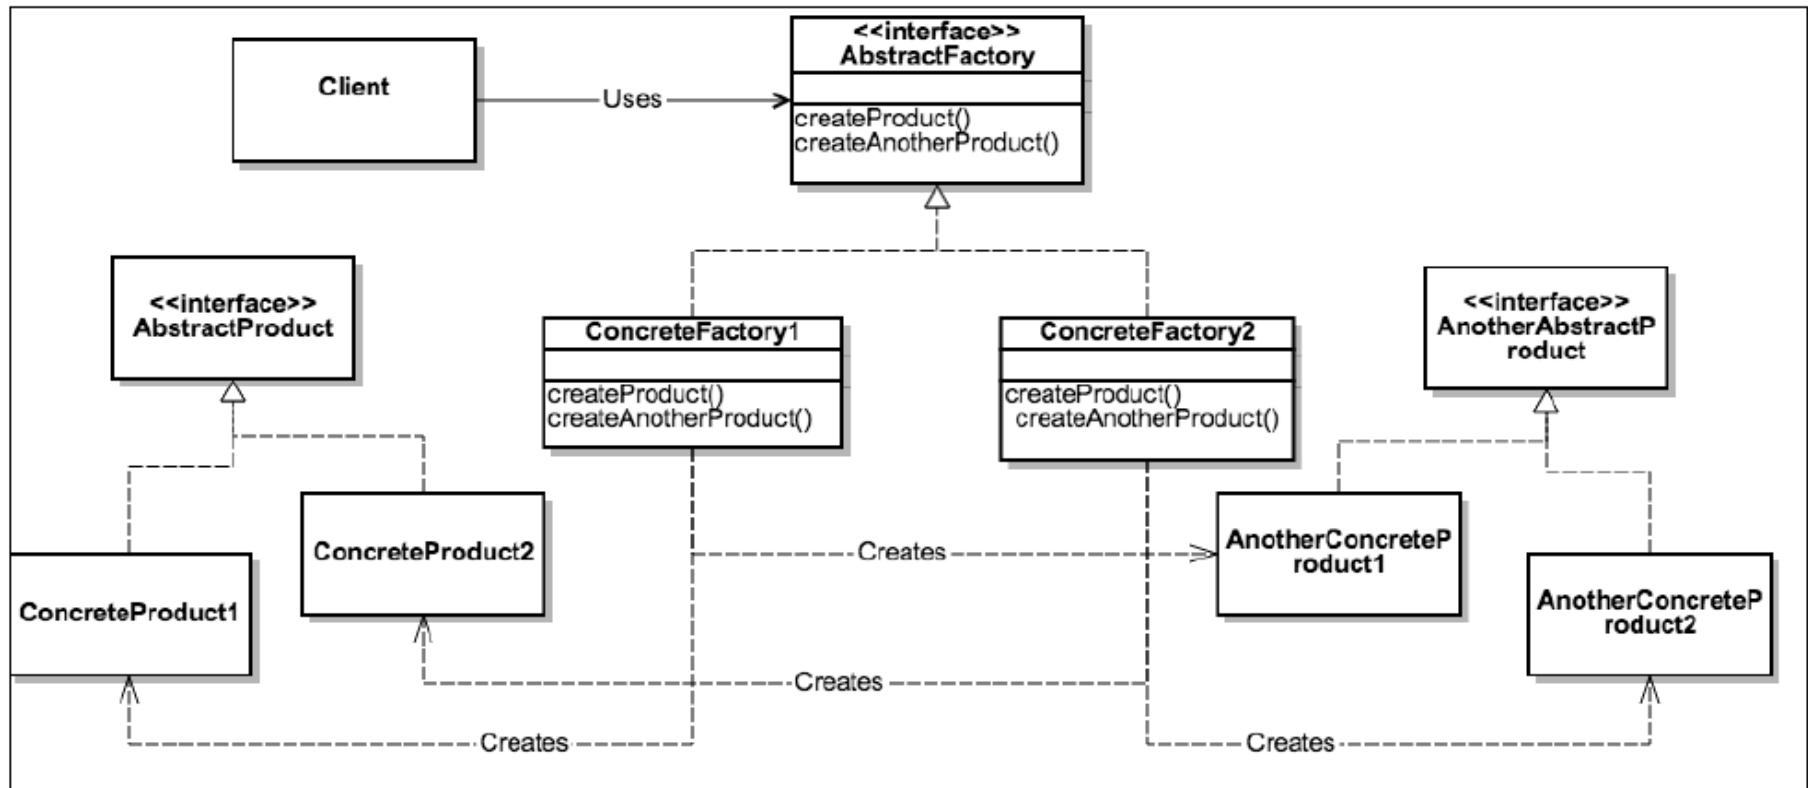 <<interface>>
AbstractFactory
Client
Uses
createProduct()
createAnotherProduct()
<<interface>>
AbstractProduct
<<interface>>
AnotherAbstractP
roduct
ConcreteFactory1
createProduct()
createAnotherProduct()
ConcreteFactory2
createProduct()
createAnotherProduct()
ConcreteProduct2
Creates
AnotherConcreteP
roduct1
ConcreteProduct1
AnotherConcreteP
roduct2
Creates
Creates
Creates